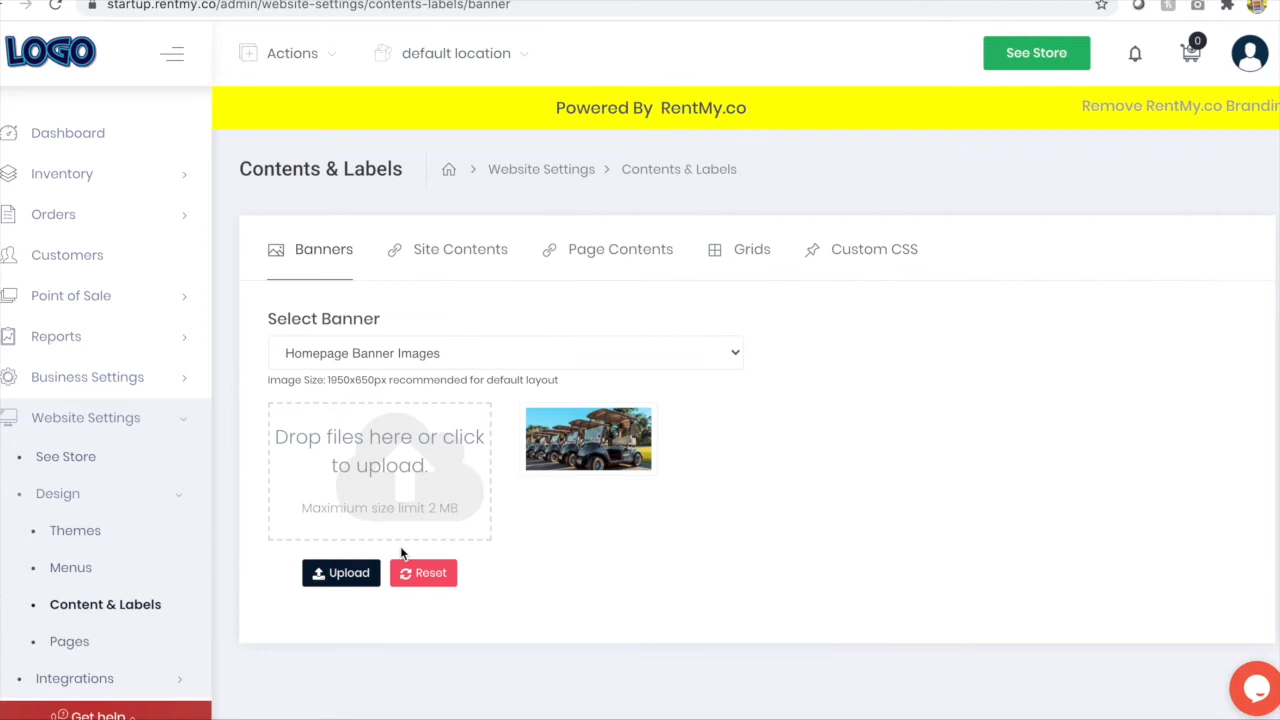 startup.rentmy.co/admin/website-settings/contents-labels/banner
LOGO
Actions
default location
See Store
0
Powered By RentMy.co
Remove RentMy.co Brandin
Dashboard
Inventory
Orders
Customers
Point of Sale
Reports
Business Settings
Website Settings
See Store
Design
Themes
Menus
Content & Labels
Pages
Integrations
Get help
Contents & Labels
Website Settings
Contents & Labels
Banners
Site Contents
Page Contents
Grids
Custom CSS
Select Banner
Homepage Banner Images
Image Size: 1950x650px recommended for default layout
Drop files here or click
to upload.
Maximium size limit 2 MB
Upload
Reset